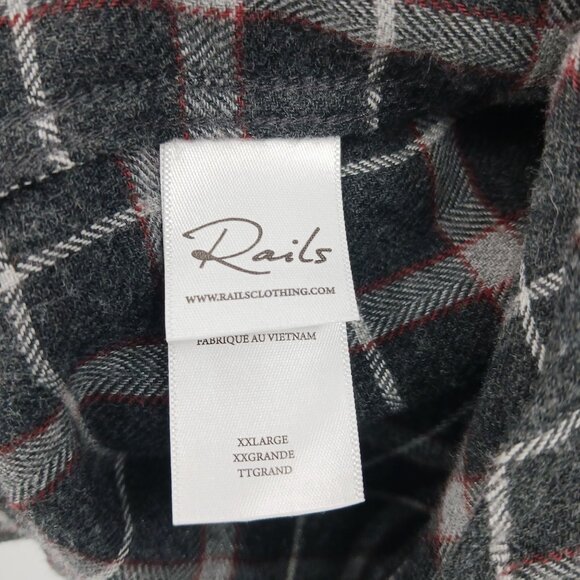 Rails
WWW.RAILSCLOTHING.COM
FABRIQUE AU VIETNAM
XXLARGE
XXGRANDE
TTGRAND